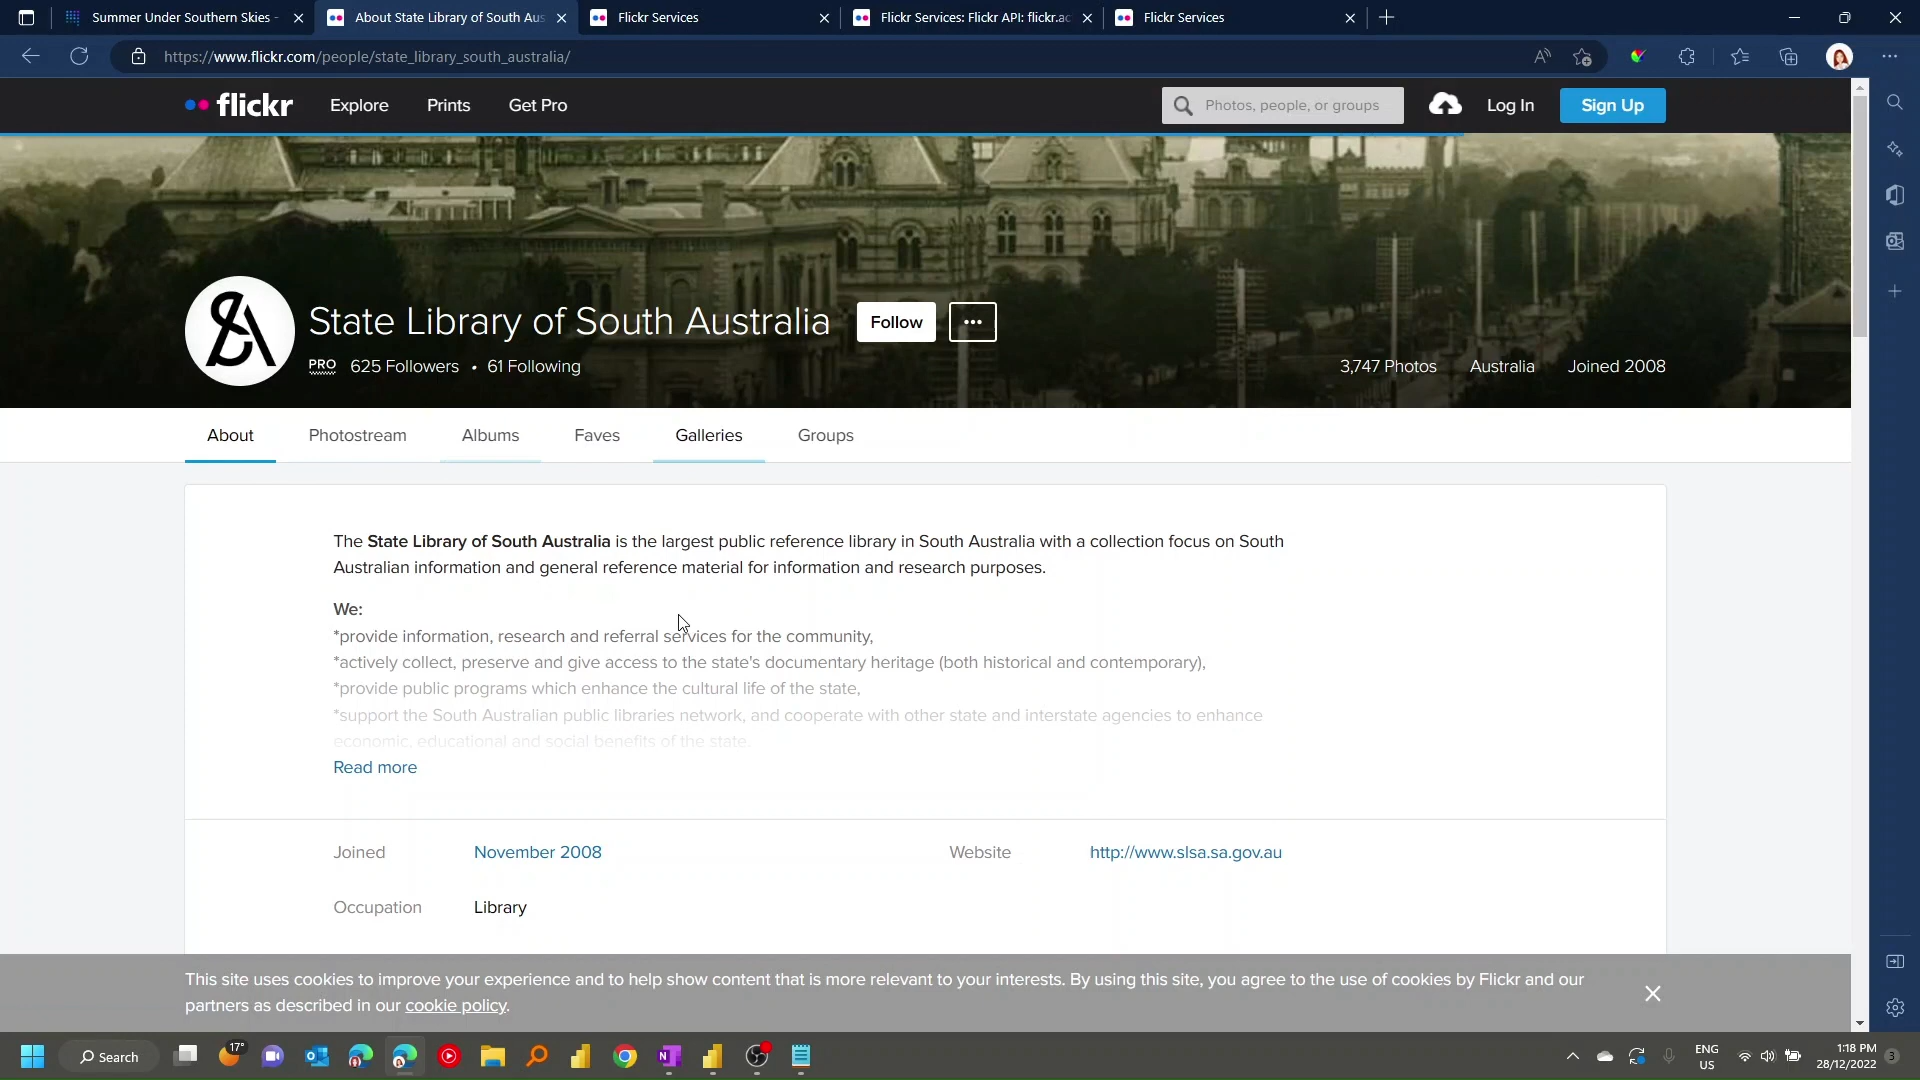 Summer Under Southern Skies -
About State Library of South Aus
Flickr Services
Flickr Services: Flickr API: flickr.ac
Flickr Services
https://www.flickr.com/people/state_library_south_australia/
flickr
Explore
Prints
Get Pro
Photos, people, or groups
Log In
Sign Up
State Library of South Australia
Follow
PRO
625 Followers • 61 Following
3,747 Photos
Australia
Joined 2008
About
Photostream
Albums
Faves
Galleries
Groups
The State Library of South Australia is the largest public reference library in South Australia with a collection focus on South
Australian information and general reference material for information and research purposes.
We:
*provide information, research and referral services for the community,
*actively collect, preserve and give access to the state's documentary heritage (both historical and contemporary),
*provide public programs which enhance the cultural life of the state,
*support the South Australian public libraries network, and cooperate with other state and interstate agencies to enhance
economic, educational and social benefits of the state.
Read more
Joined
November 2008
Website
http://www.slsa.sa.gov.au
Occupation
Library
This site uses cookies to improve your experience and to help show content that is more relevant to your interests. By using this site, you agree to the use of cookies by Flickr and our
partners as described in our cookie policy.
Search
17°
ENG
US
1:18 PM
28/12/2022
3